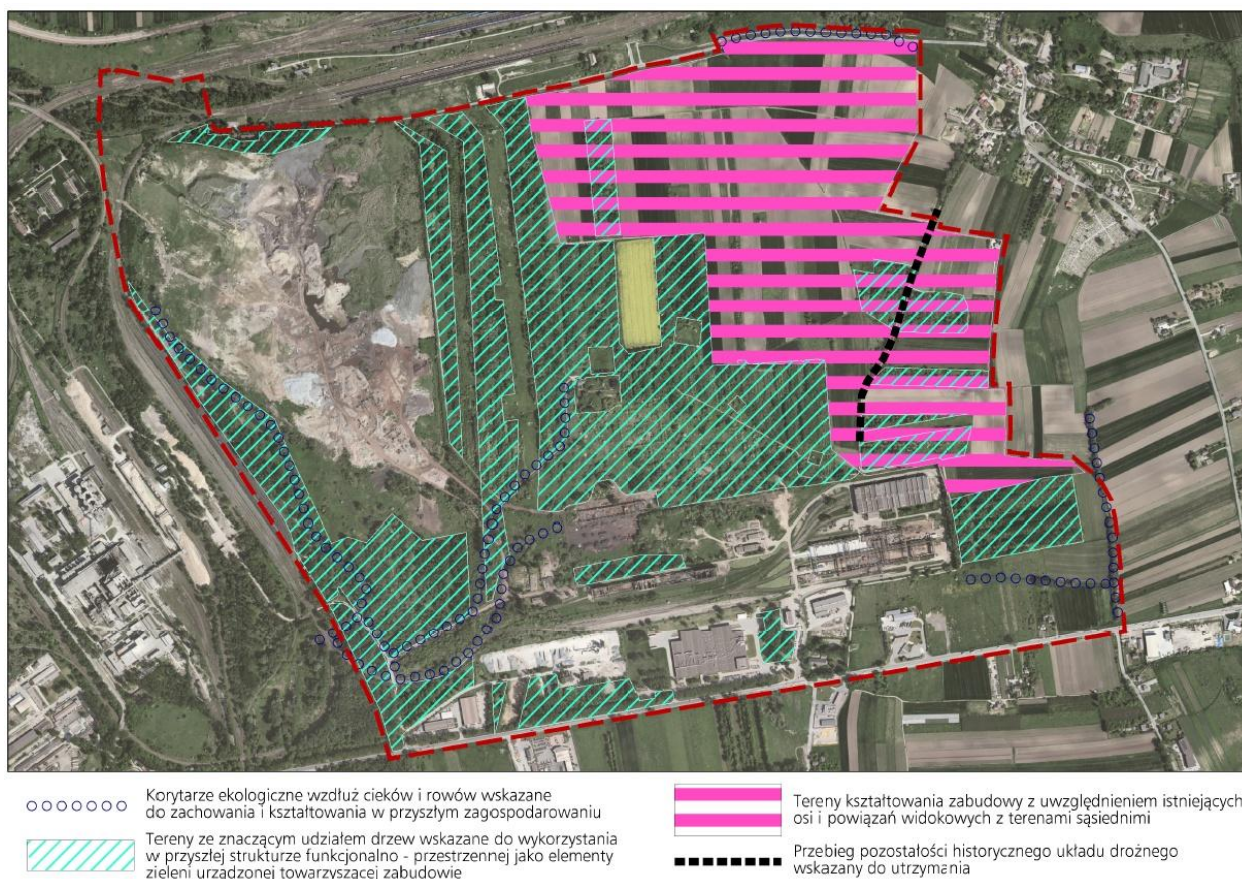 Korytarze ekologiczne wzdłuż cieków i rowów wskazane
do zachowania i kształtowania w przyszłym zagospodarowaniu
Tereny ze znaczącym udziałem drzew wskazane do wykorzystania
w przyszłej strukturze funkcjonalno - przestrzennej jako elementy
zieleni urządzonej towarzyszącej zabudowie
Tereny kształtowania zabudowy z uwzględnieniem istniejących
osi i powiązań widokowych z terenami sąsiednimi
Przebieg pozostałości historycznego układu drożnego
wskazany do utrzymania